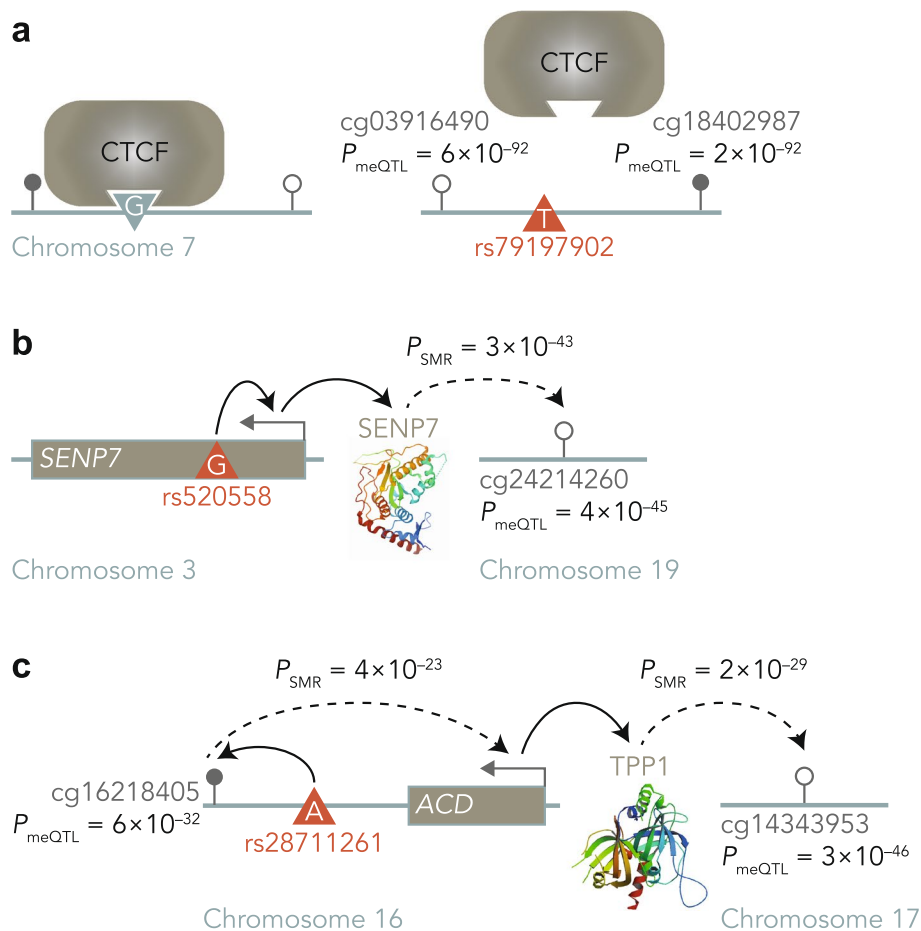 a
CTCF
CTCF
cg03916490
cg18402987
P_meQTL = 6×10^–92
P_meQTL = 2×10^–92
G
T
Chromosome 7
rs79197902
b
P_SMR = 3×10^–43
SENP7
SENP7
G
rs520558
cg24214260
P_meQTL = 4×10^–45
Chromosome 3
Chromosome 19
c
P_SMR = 4×10^–23
P_SMR = 2×10^–29
TPP1
cg16218405
A
ACD
P_meQTL = 6×10^–32
rs28711261
cg14343953
P_meQTL = 3×10^–46
Chromosome 16
Chromosome 17